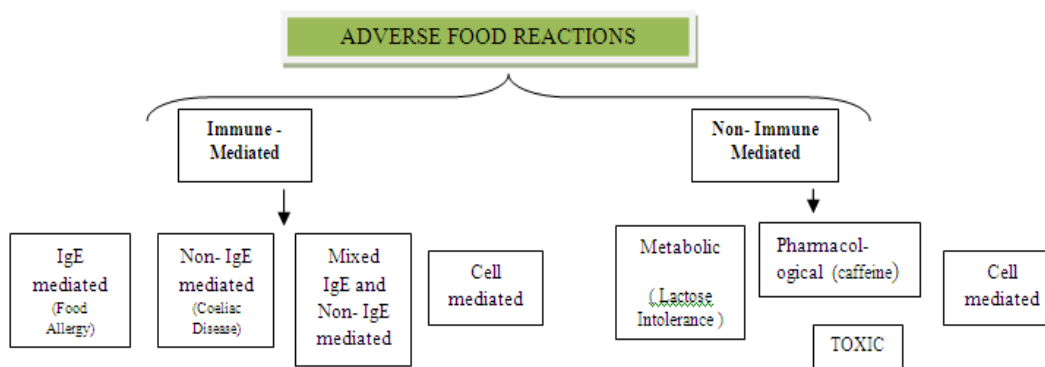 ADVERSE FOOD REACTIONS
Immune -
Mediated
Non- Immune
Mediated
IgE
mediated
(Food
Allergy)
Non- IgE
mediated
(Coeliac
Disease)
Mixed
IgE and
Non- IgE
mediated
Cell
mediated
Metabolic
( Lactose
Intolerance )
Pharmacol-
ogical (caffeine)
TOXIC
Cell
mediated